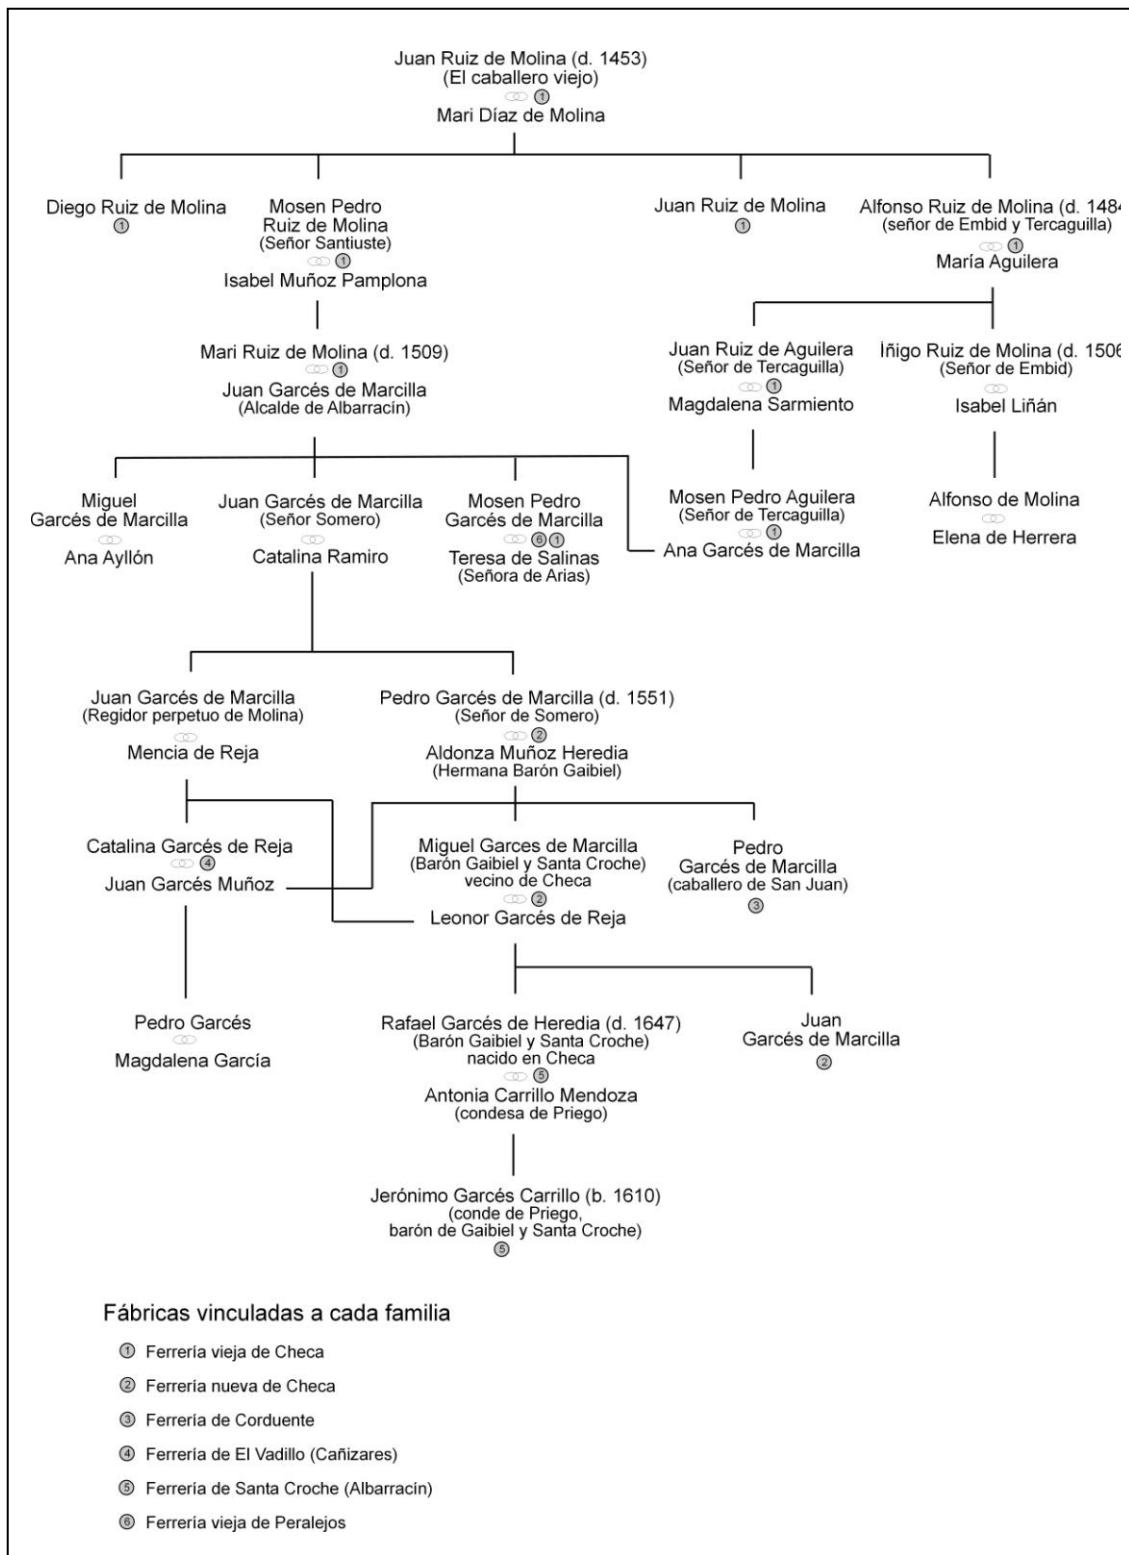 Juan Ruiz de Molina (d. 1453)
(El caballero viejo)
1
Mari Díaz de Molina
Diego Ruiz de Molina
1
Mosen Pedro
Ruiz de Molina
(Señor Santiuste)
1
Isabel Muñoz Pamplona
Juan Ruiz de Molina
1
Alfonso Ruiz de Molina (d. 1484
(señor de Embid y Tercaguilla)
1
María Aguilera
Mari Ruiz de Molina (d. 1509)
1
Juan Garcés de Marcilla
(Alcalde de Albarracín)
Juan Ruiz de Aguilera
(Señor de Tercaguilla)
1
Magdalena Sarmiento
Íñigo Ruiz de Molina (d. 1506
(Señor de Embid)
Isabel Liñán
Miguel
Garcés de Marcilla
Ana Ayllón
Juan Garcés de Marcilla
(Señor Somero)
Catalina Ramiro
Mosen Pedro
Garcés de Marcilla
6 1
Teresa de Salinas
(Señora de Arias)
Mosen Pedro Aguilera
(Señor de Tercaguilla)
1
Ana Garcés de Marcilla
Alfonso de Molina
Elena de Herrera
Juan Garcés de Marcilla
(Regidor perpetuo de Molina)
Mencia de Reja
Pedro Garcés de Marcilla (d. 1551)
(Señor de Somero)
2
Aldonza Muñoz Heredia
(Hermana Barón Gaibiel)
Catalina Garcés de Reja
4
Juan Garcés Muñoz
Miguel Garces de Marcilla
(Barón Gaibiel y Santa Croche)
vecino de Checa
2
Leonor Garcés de Reja
Pedro
Garcés de Marcilla
(caballero de San Juan)
3
Pedro Garcés
Magdalena García
Rafael Garcés de Heredia (d. 1647)
(Barón Gaibiel y Santa Croche)
nacido en Checa
5
Antonia Carrillo Mendoza
(condesa de Priego)
Juan
Garcés de Marcilla
2
Jerónimo Garcés Carrillo (b. 1610)
(conde de Priego,
barón de Gaibiel y Santa Croche)
5
Fábricas vinculadas a cada familia
1 Ferrería vieja de Checa
2 Ferrería nueva de Checa
3 Ferrería de Corduente
4 Ferrería de El Vadillo (Cañizares)
5 Ferrería de Santa Croche (Albarracín)
6 Ferrería vieja de Peralejos